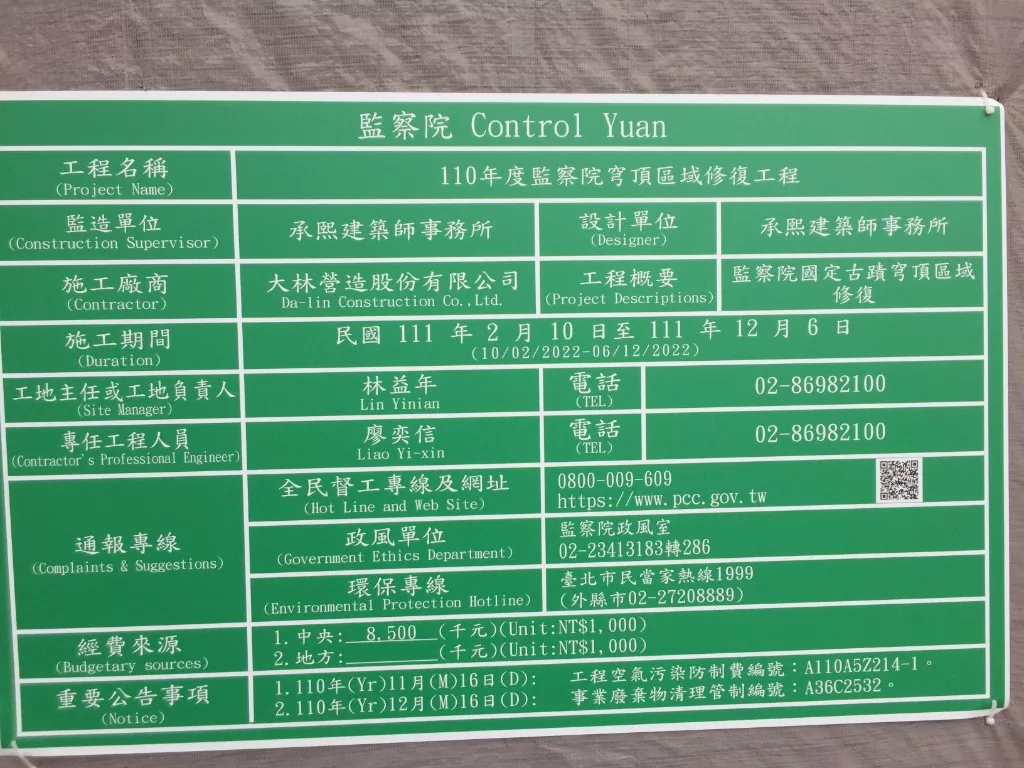 監察院 Control Yuan
工程名稱
(Project Name)
110年度監察院穹頂區域修復工程
監造單位
(Construction Supervisor)
承熙建築師事務所
設計單位
(Designer)
承熙建築師事務所
施工廠商
(Contractor)
大林營造股份有限公司
Da-lin Construction Co.,Ltd.
工程概要
(Project Descriptions)
監察院國定古蹟穹頂區域
修復
施工期間
(Duration)
民國 111 年 2 月 10 日至 111 年 12 月 6 日
(10/02/2022-06/12/2022)
工地主任或工地負責人
(Site Manager)
林益年
Lin Yinian
電話
(TEL)
02-86982100
專任工程人員
(Contractor's Professional Engineer)
廖奕信
Liao Yi-xin
電話
(TEL)
02-86982100
通報專線
(Complaints & Suggestions)
全民督工專線及網址
(Hot Line and Web Site)
0800-009-609
https://www.pcc.gov.tw
政風單位
(Government Ethics Department)
監察院政風室
02-23413183轉286
環保專線
(Environmental Protection Hotline)
臺北市民當家熱線1999
(外縣市02-27208889)
經費來源
(Budgetary sources)
1.中央: 8,500 (千元)(Unit:NT$1,000)
2.地方:________(千元)(Unit:NT$1,000)
重要公告事項
(Notice)
1.110年(Yr)11月(M)16日(D): 工程空氣污染防制費編號：A110A5Z214-1。
2.110年(Yr)12月(M)16日(D): 事業廢棄物清理管制編號：A36C2532。